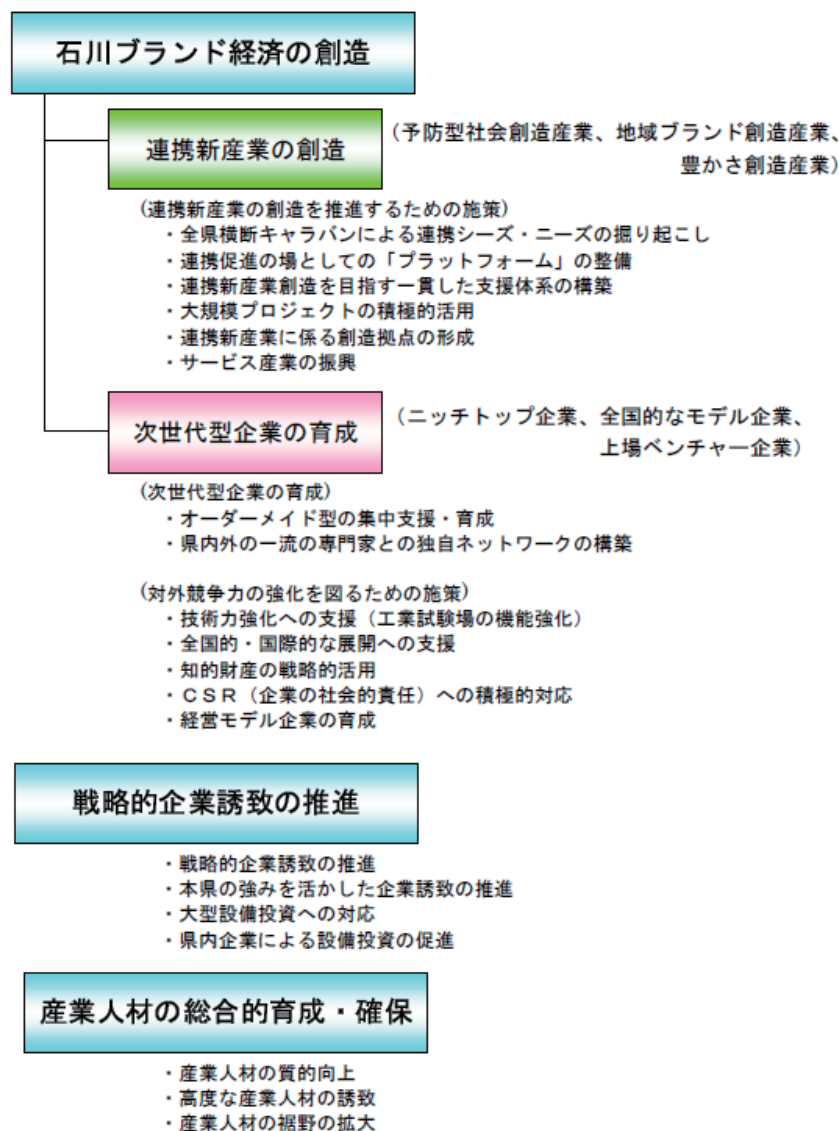 石川ブランド経済の創造
連携新産業の創造
(予防型社会創造産業、地域ブランド創造産業、
豊かさ創造産業)
(連携新産業の創造を推進するための施策)
・全県横断キャラバンによる連携シーズ・ニーズの掘り起こし
・連携促進の場としての「プラットフォーム」の整備
・連携新産業創造を目指す一貫した支援体系の構築
・大規模プロジェクトの積極的活用
・連携新産業に係る創造拠点の形成
・サービス産業の振興
次世代型企業の育成
(ニッチトップ企業、全国的なモデル企業、
上場ベンチャー企業)
(次世代型企業の育成)
・オーダーメイド型の集中支援・育成
・県内外の一流の専門家との独自ネットワークの構築
(対外競争力の強化を図るための施策)
・技術力強化への支援(工業試験場の機能強化)
・全国的・国際的な展開への支援
・知的財産の戦略的活用
・CSR(企業の社会的責任)への積極的対応
・経営モデル企業の育成
戦略的企業誘致の推進
・戦略的企業誘致の推進
・本県の強みを活かした企業誘致の推進
・大型設備投資への対応
・県内企業による設備投資の促進
産業人材の総合的育成・確保
・産業人材の質的向上
・高度な産業人材の誘致
・産業人材の裾野の拡大